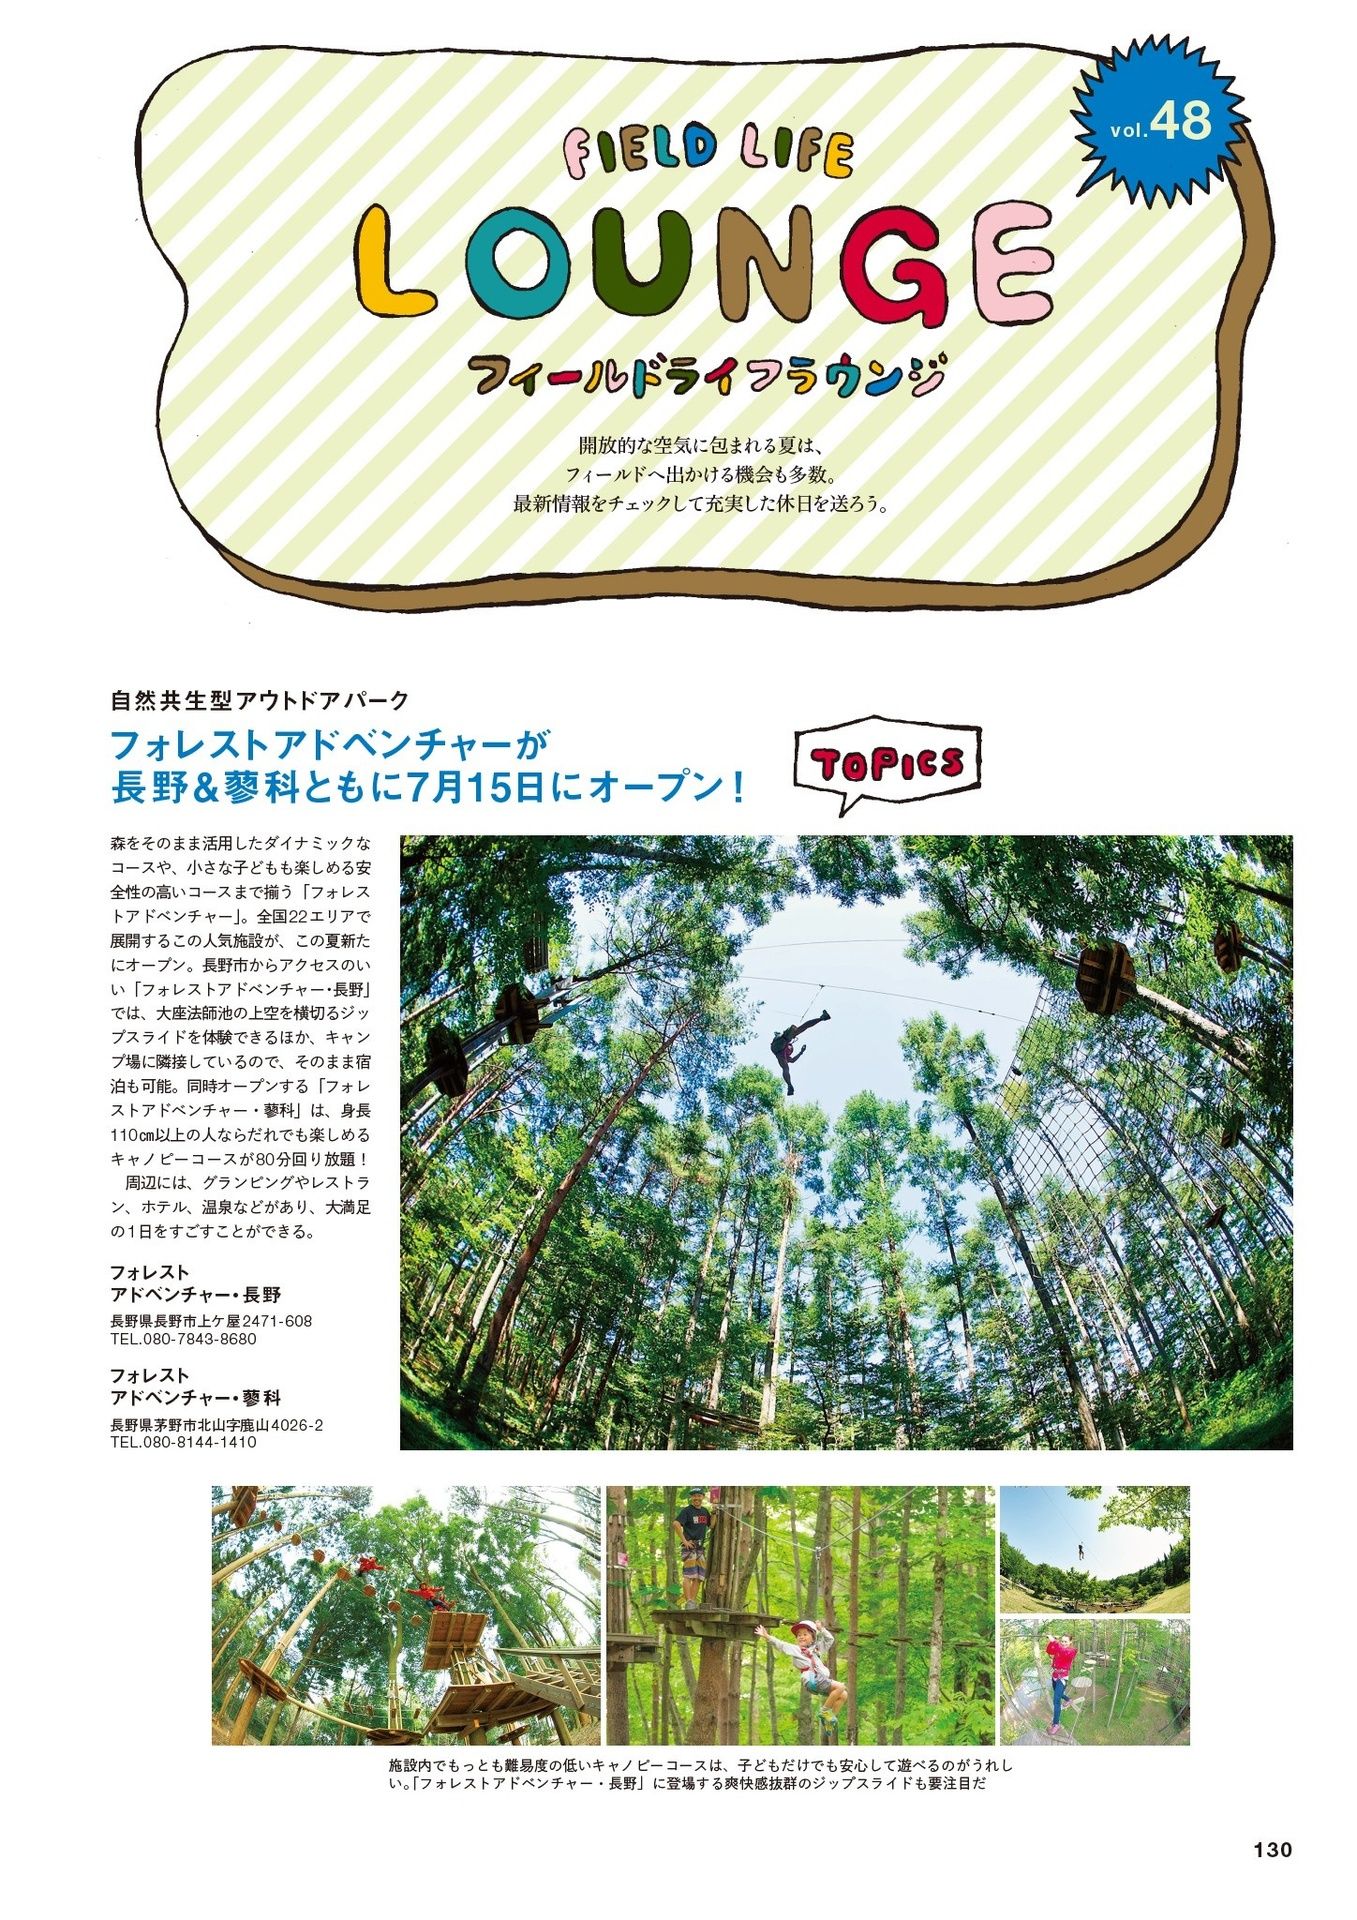 vol.48
FIELD LIFE
LOUNGE
フィールドライフラウンジ
開放的な空気に包まれる夏は、
フィールドへ出かける機会も多数。
最新情報をチェックして充実した休日を送ろう。
自然共生型アウトドアパーク
フォレストアドベンチャーが
長野&蓼科ともに7月15日にオープン!
TOPICS
森をそのまま活用したダイナミックな
コースや、小さな子どもも楽しめる安
全性の高いコースまで揃う「フォレス
トアドベンチャー」。全国22エリアで
展開するこの人気施設が、この夏新た
にオープン。長野市からアクセスのい
い「フォレストアドベンチャー・長野」
では、大座法師池の上空を横切るジッ
プスライドを体験できるほか、キャン
プ場に隣接しているので、そのまま宿
泊も可能。同時オープンする「フォレ
ストアドベンチャー・蓼科」は、身長
110㎝以上の人ならだれでも楽しめる
キャノピーコースが80分回り放題!
　周辺には、グランピングやレストラ
ン、ホテル、温泉などがあり、大満足
の1日をすごすことができる。
フォレスト
アドベンチャー・長野
長野県長野市上ケ屋2471-608
TEL.080-7843-8680
フォレスト
アドベンチャー・蓼科
長野県茅野市北山字鹿山4026-2
TEL.080-8144-1410
施設内でもっとも難易度の低いキャノピーコースは、子どもだけでも安心して遊べるのがうれし
い。「フォレストアドベンチャー・長野」に登場する爽快感抜群のジップスライドも要注目だ
130